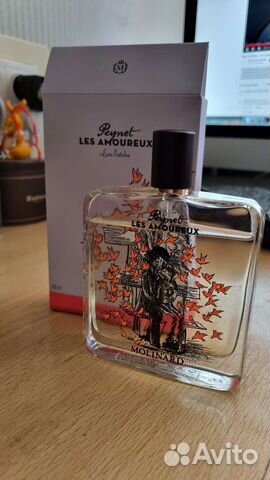 M
Peynet
LES AMOUREUX
Eau Fraîche
Peynet
LES AMOUREUX
MOLINARD
Avito